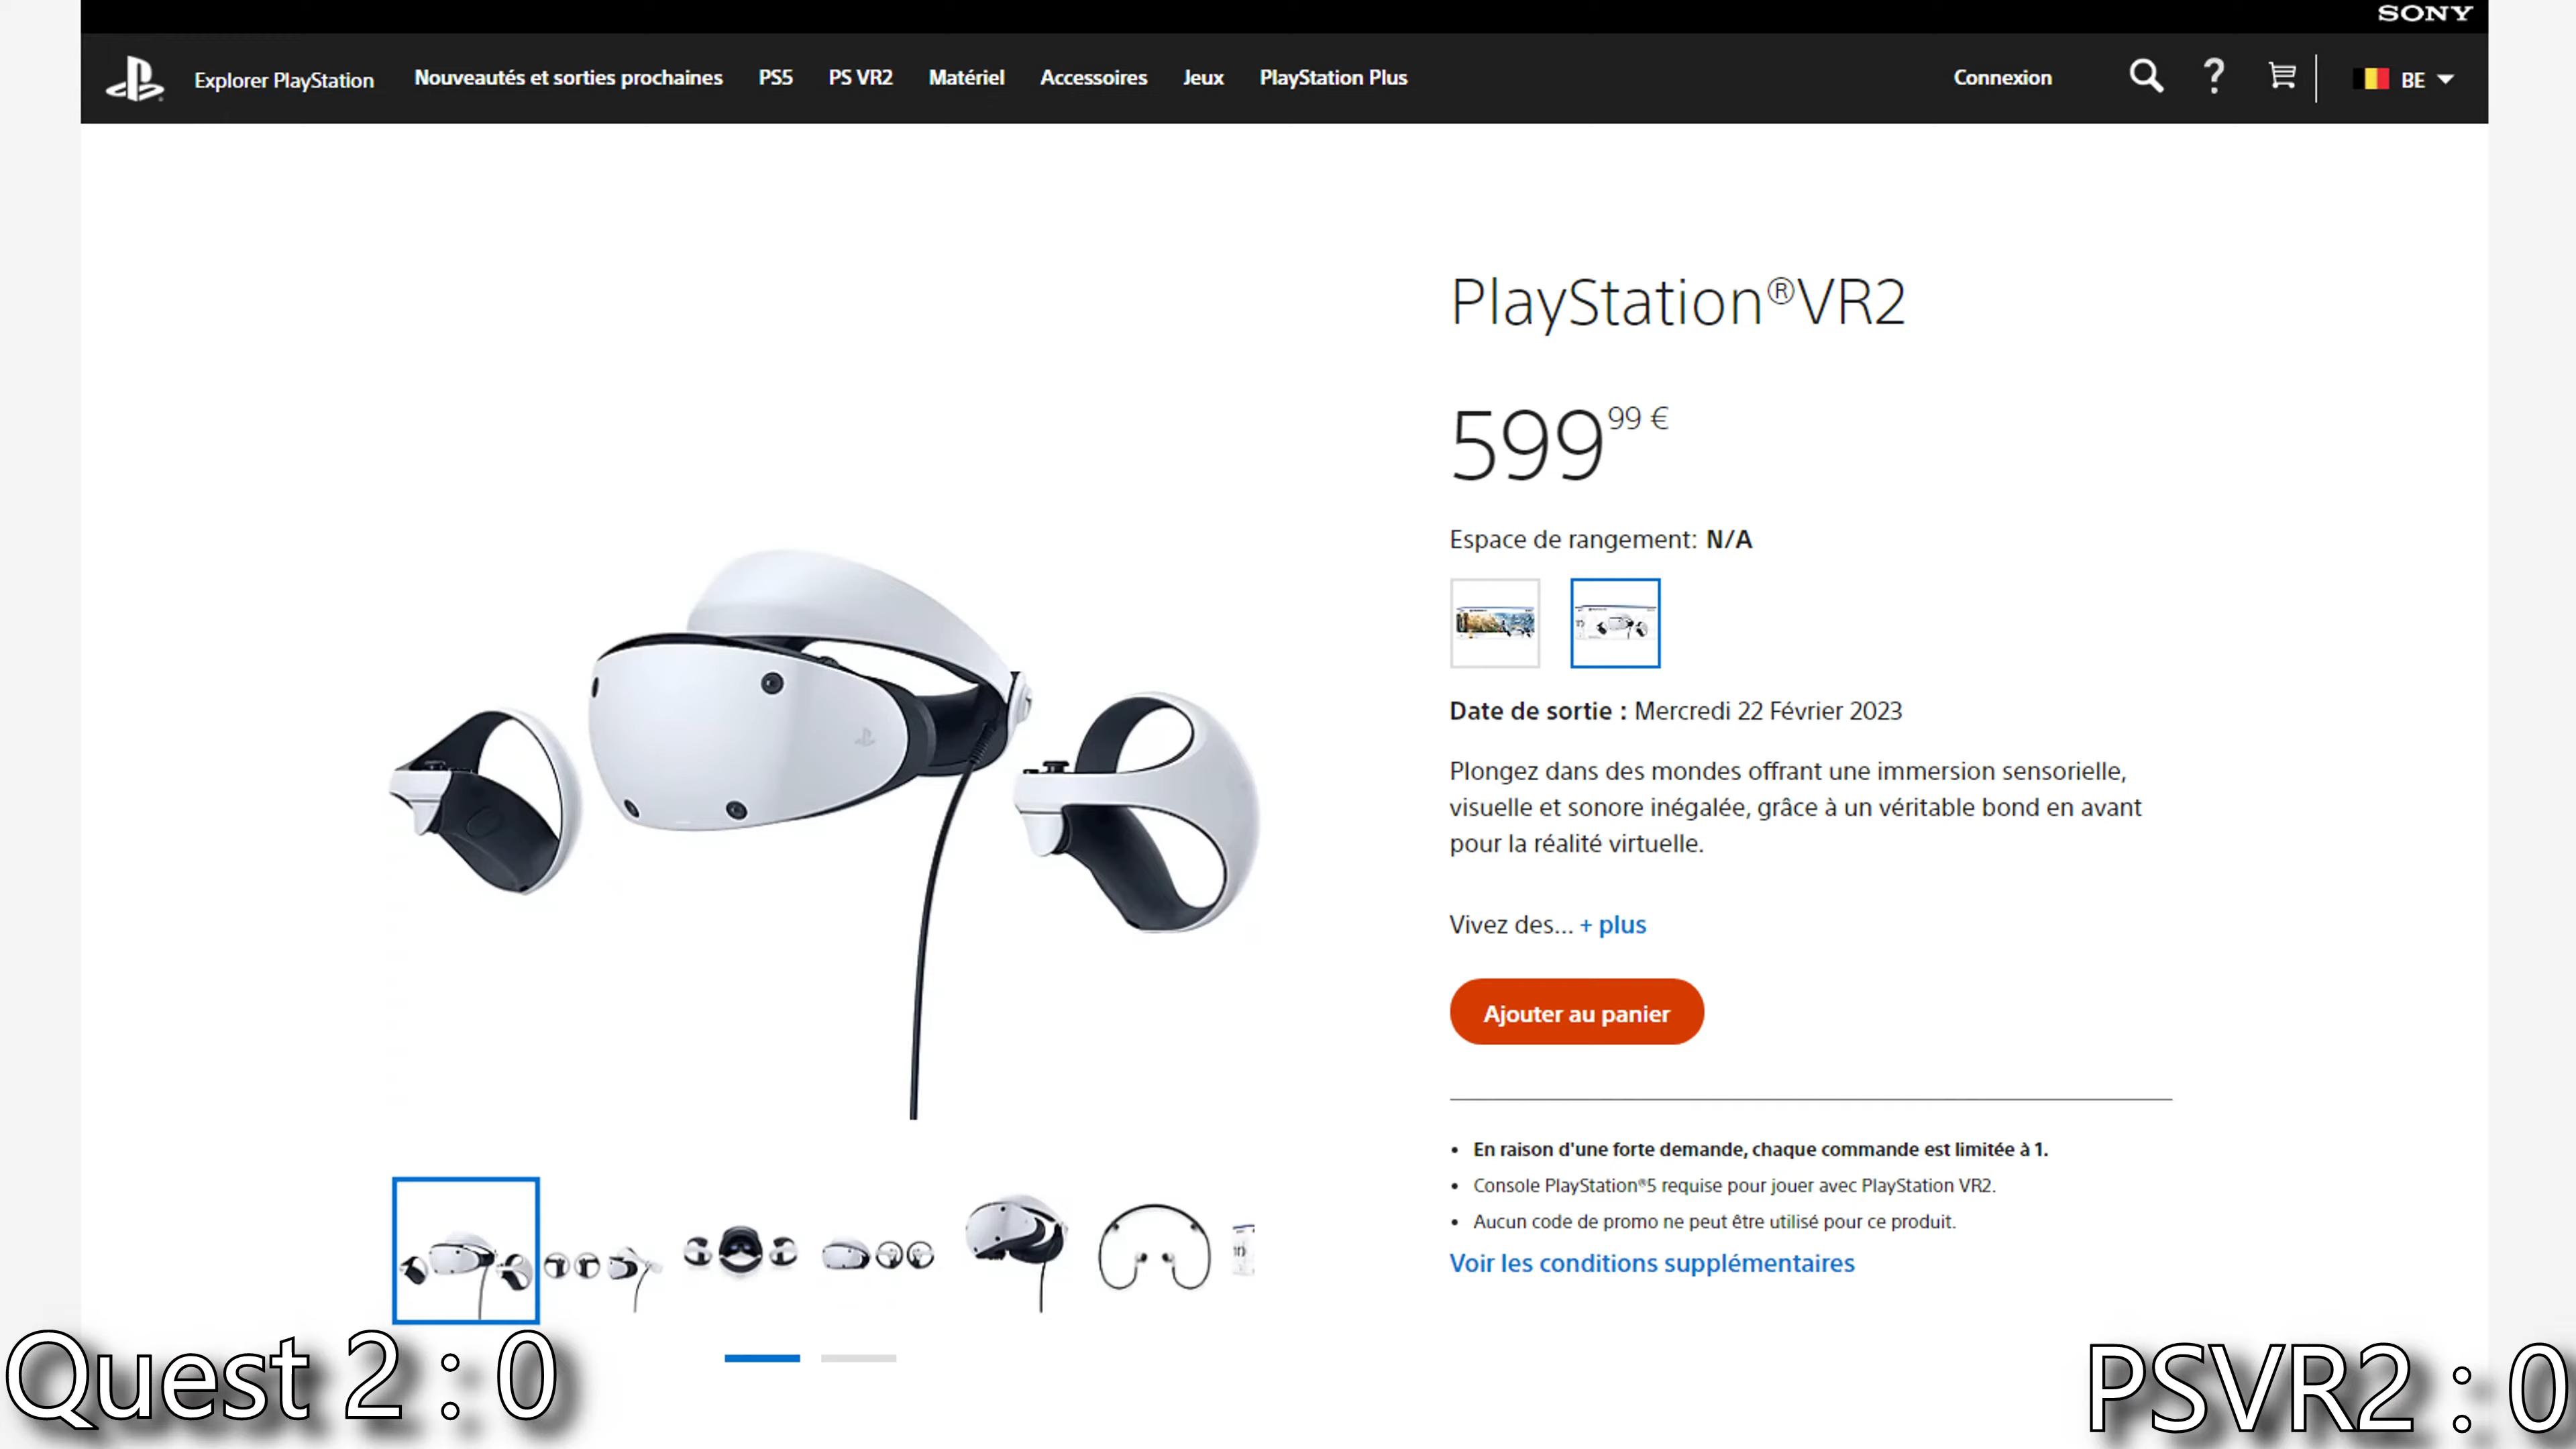 SONY
Explorer PlayStation Nouveautés et sorties prochaines PS5 PS VR2 Matériel Accessoires Jeux PlayStation Plus Connexion ? BE
PlayStation®VR2
599 99 €
Espace de rangement: N/A
Date de sortie : Mercredi 22 Février 2023
Plongez dans des mondes offrant une immersion sensorielle,
visuelle et sonore inégalée, grâce à un véritable bond en avant
pour la réalité virtuelle.
Vivez des... + plus
Ajouter au panier
• En raison d'une forte demande, chaque commande est limitée à 1.
• Console PlayStation®5 requise pour jouer avec PlayStation VR2.
• Aucun code de promo ne peut être utilisé pour ce produit.
Voir les conditions supplémentaires
Quest 2 : 0
PSVR2 : 0